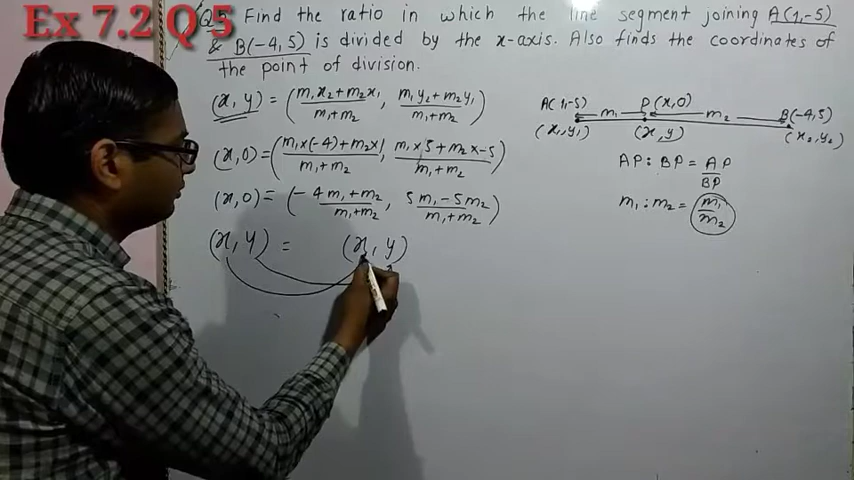 Ex 7.2 Q 5
Find the ratio in which the line segment joining A(1,-5)
& B(-4,5) is divided by the x-axis. Also finds the coordinates of
the point of division.
(x, y) = (m₁x₂+m₂x₁/m₁+m₂, m₁y₂+m₂y₁/m₁+m₂)
(x,0) = (m₁×(-4)+m₂×1/m₁+m₂, m₁×5+m₂×-5/m₁+m₂)
(x,0) = (-4m₁+m₂/m₁+m₂, 5m₁-5m₂/m₁+m₂)
(x, y) = (x, y)
A(1,-5) m₁ P(x,0) m₂ B(-4,5)
(x₁,y₁) (x,y) (x₂,y₂)
AP : BP = AP/BP
m₁ : m₂ = m₁/m₂